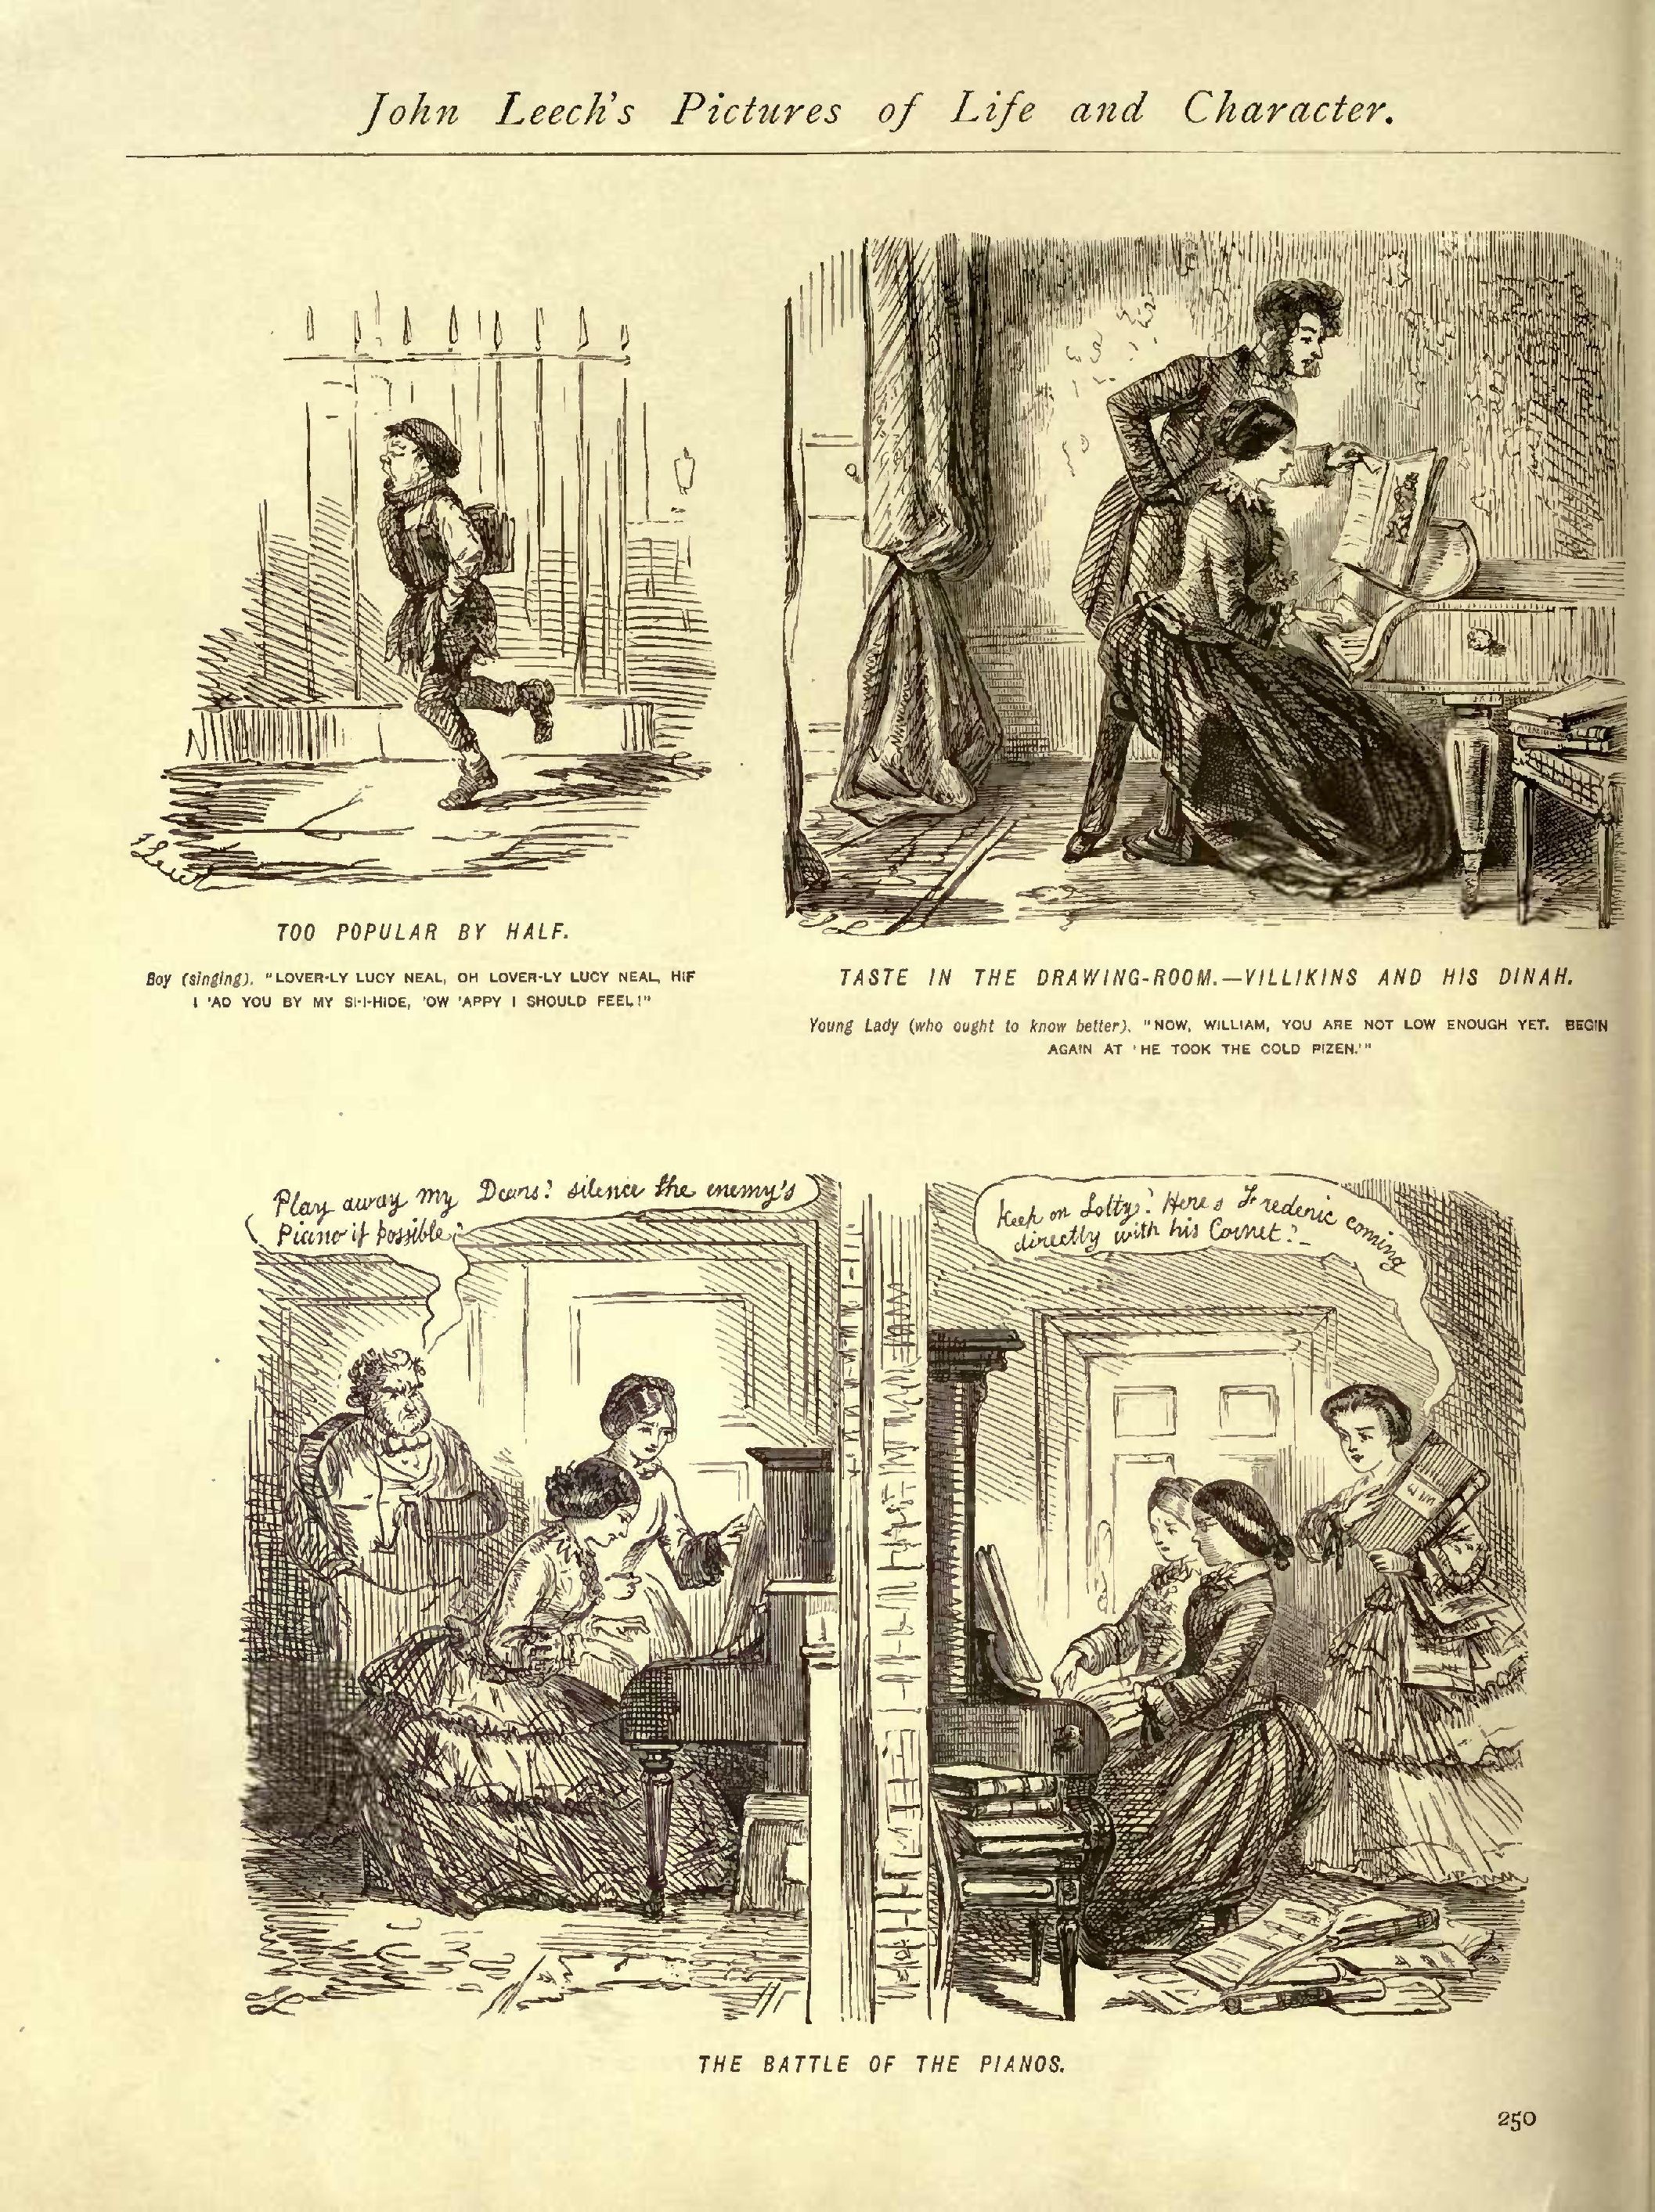 John Leech's Pictures of Life and Character.
J Leech
TOO POPULAR BY HALF.
Boy (singing). "LOVER-LY LUCY NEAL, OH LOVER-LY LUCY NEAL, HIF
I 'AD YOU BY MY SI-I-HIDE, 'OW 'APPY I SHOULD FEEL!"
JL
TASTE IN THE DRAWING-ROOM.—VILLIKINS AND HIS DINAH.
Young Lady (who ought to know better). "NOW, WILLIAM, YOU ARE NOT LOW ENOUGH YET. BEGIN
AGAIN AT 'HE TOOK THE COLD PIZEN.'"
Play away my Dears! silence the enemy's
Piano if possible!
Keep on Lotty! Here's Frederic coming
directly with his Cornet!
JL
THE BATTLE OF THE PIANOS.
250